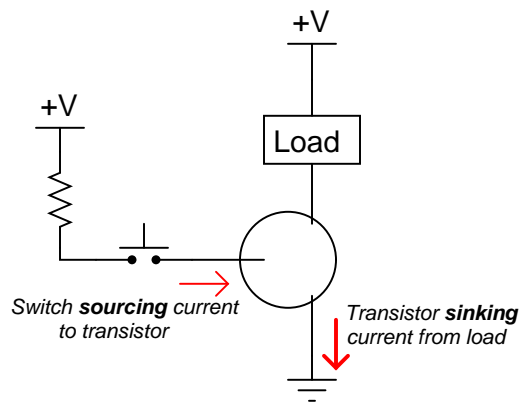 +V
+V
Load
Switch sourcing current
to transistor
Transistor sinking
current from load